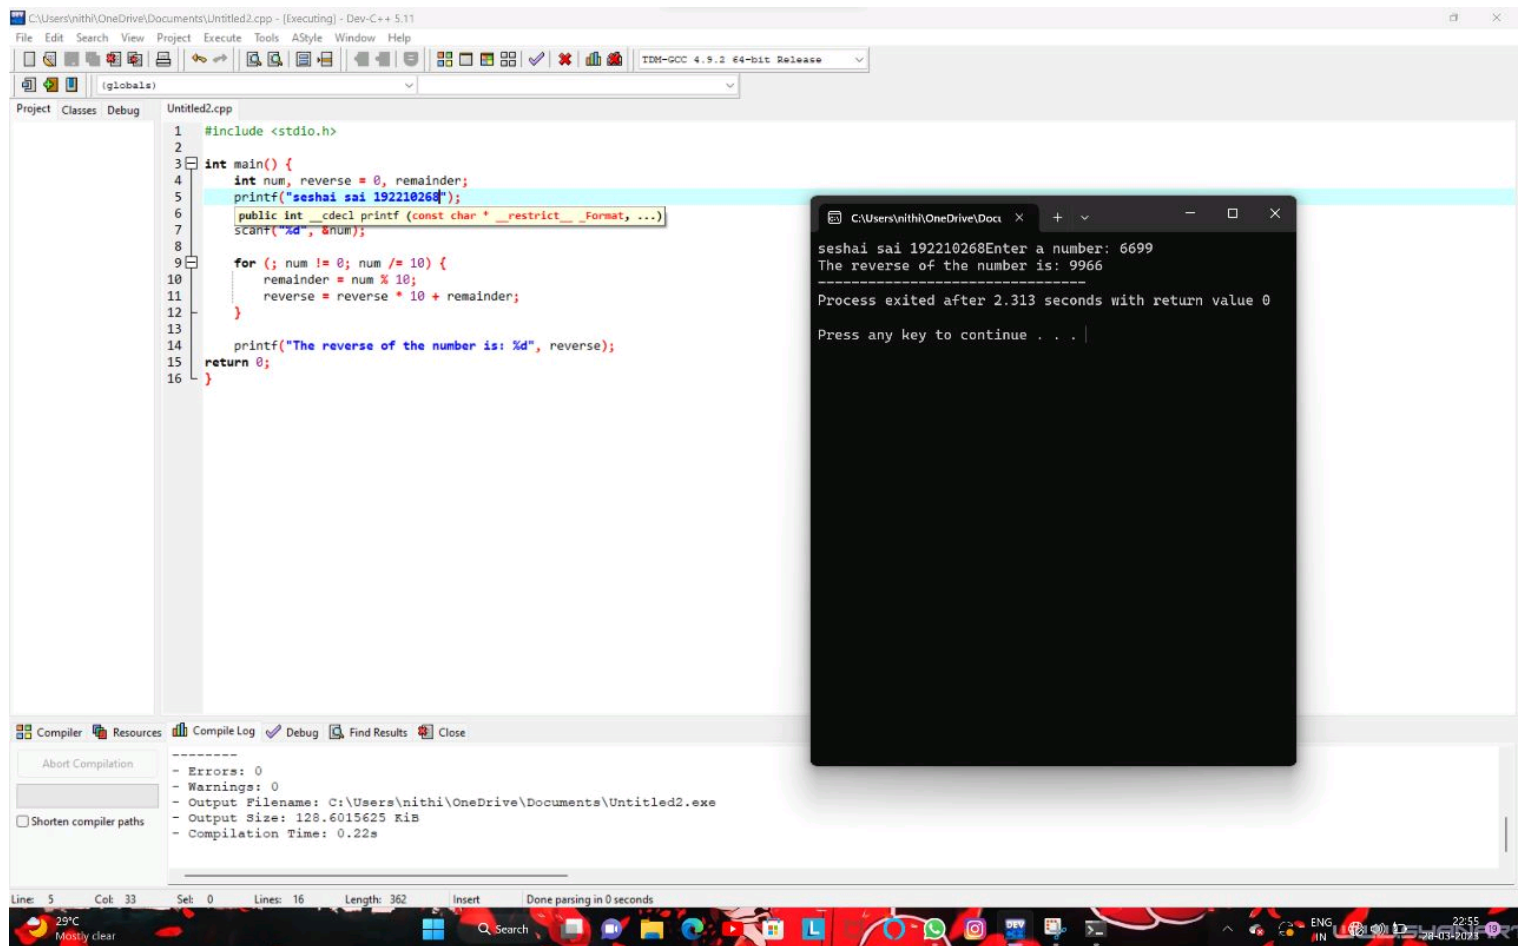 C:\Users\nithi\OneDrive\Documents\Untitled2.cpp - [Executing] - Dev-C++ 5.11
File Edit Search View Project Execute Tools AStyle Window Help
TDM-GCC 4.9.2 64-bit Release
(globals)
Project Classes Debug Untitled2.cpp
1 #include <stdio.h>
2
3 int main() {
4 int num, reverse = 0, remainder;
5 printf("seshai sai 192210268");
6 public int __cdecl printf (const char * __restrict__ _Format, ...)
7 scanf("%d", &num);
8
9 for (; num != 0; num /= 10) {
10 remainder = num % 10;
11 reverse = reverse * 10 + remainder;
12 }
13
14 printf("The reverse of the number is: %d", reverse);
15 return 0;
16 }
C:\Users\nithi\OneDrive\Docu
seshai sai 192210268Enter a number: 6699
The reverse of the number is: 9966
--------------------------------
Process exited after 2.313 seconds with return value 0
Press any key to continue . . .
Compiler Resources Compile Log Debug Find Results Close
Abort Compilation
Shorten compiler paths
--------
- Errors: 0
- Warnings: 0
- Output Filename: C:\Users\nithi\OneDrive\Documents\Untitled2.exe
- Output Size: 128.6015625 KiB
- Compilation Time: 0.22s
Line: 5 Col: 33 Sel: 0 Lines: 16 Length: 362 Insert Done parsing in 0 seconds
29°C
Mostly clear
Search
DEV
ENG
IN
22:55
28-03-2023
19